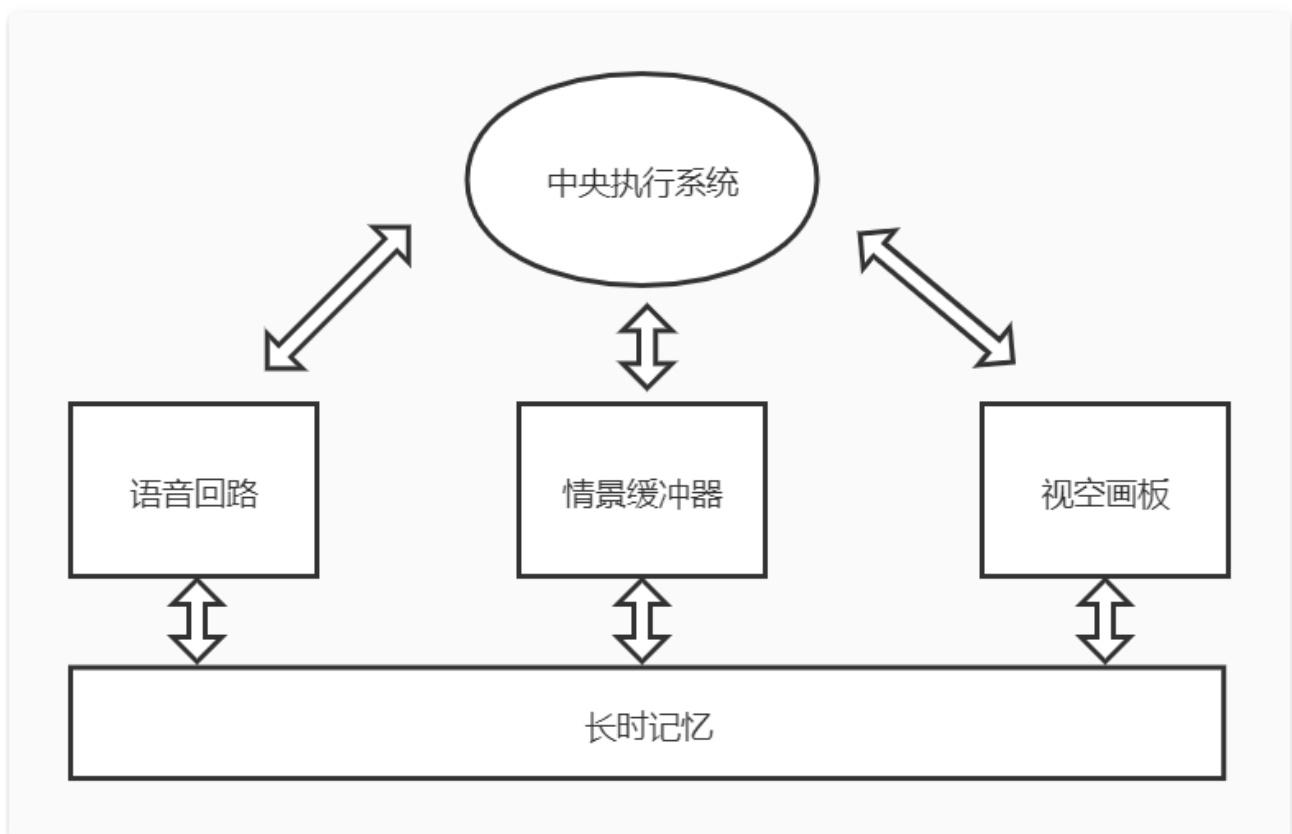 中央执行系统
语音回路
情景缓冲器
视空画板
长时记忆